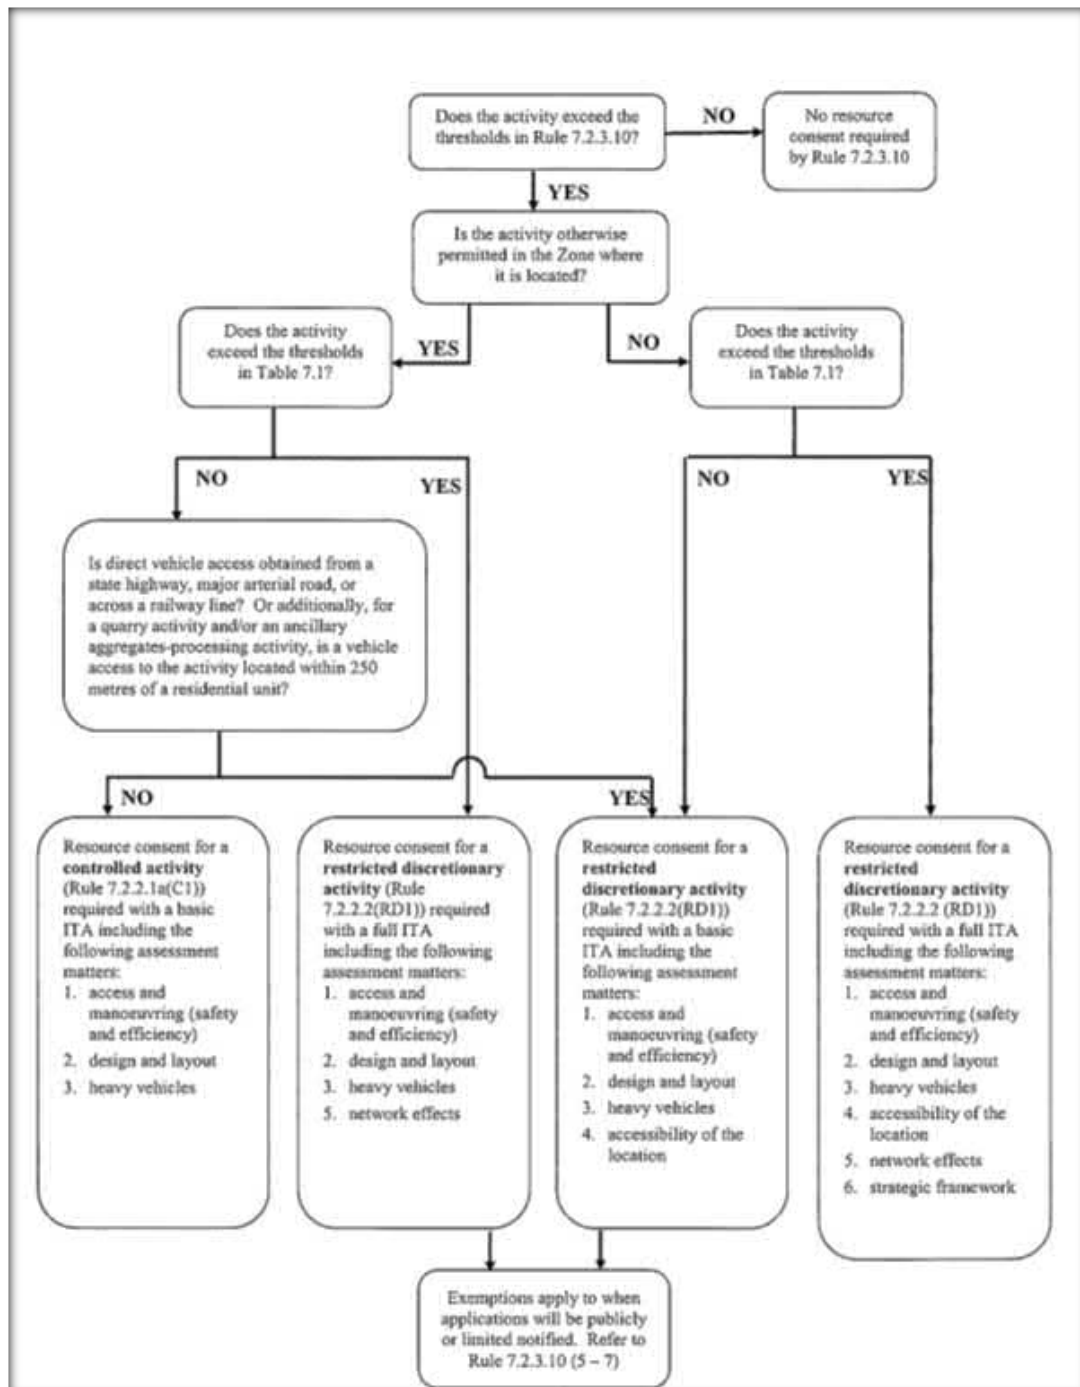 Does the activity exceed the
thresholds in Rule 7.2.3.10?
NO
No resource
consent required
by Rule 7.2.3.10
YES
Is the activity otherwise
permitted in the Zone where
it is located?
Does the activity
exceed the thresholds
in Table 7.1?
YES
NO
Does the activity
exceed the thresholds
in Table 7.1?
NO
YES
NO
YES
Is direct vehicle access obtained from a
state highway, major arterial road, or
across a railway line? Or additionally, for
a quarry activity and/or an ancillary
aggregates-processing activity, is a vehicle
access to the activity located within 250
metres of a residential unit?
NO
YES
Resource consent for a
controlled activity
(Rule 7.2.2.1a(C1))
required with a basic
ITA including the
following assessment
matters:
1. access and
manoeuvring (safety
and efficiency)
2. design and layout
3. heavy vehicles
Resource consent for a
restricted discretionary
activity (Rule
7.2.2.2(RD1)) required
with a full ITA
including the following
assessment matters:
1. access and
manoeuvring (safety
and efficiency)
2. design and layout
3. heavy vehicles
5. network effects
Resource consent for a
restricted
discretionary activity
(Rule 7.2.2.2(RD1))
required with a basic
ITA including the
following assessment
matters:
1. access and
manoeuvring (safety
and efficiency)
2. design and layout
3. heavy vehicles
4. accessibility of the
location
Resource consent for a
restricted
discretionary activity
(Rule 7.2.2.2 (RD1))
required with a full ITA
including the following
assessment matters:
1. access and
manoeuvring (safety
and efficiency)
2. design and layout
3. heavy vehicles
4. accessibility of the
location
5. network effects
6. strategic framework
Exemptions apply to when
applications will be publicly
or limited notified. Refer to
Rule 7.2.3.10 (5 – 7)